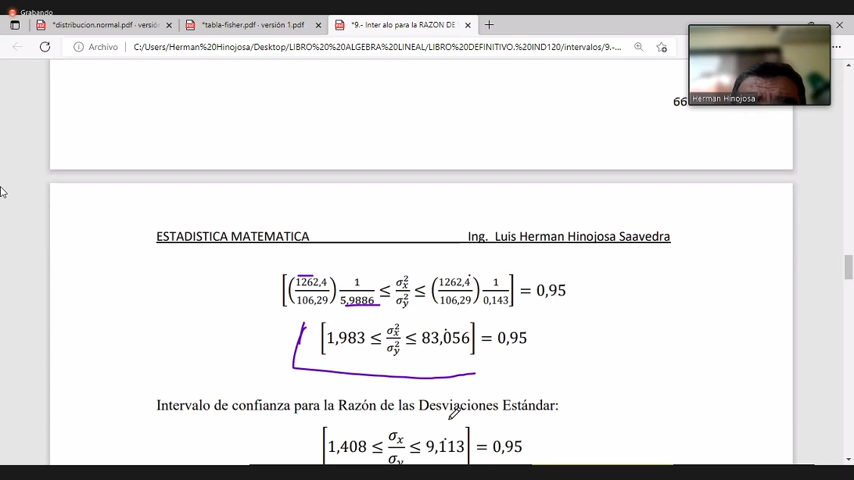 Grabando
*distribucion.normal.pdf - versió
*tabla-fisher.pdf - versión 1.pdf
*9.- Inter alo para la RAZON DE
Archivo
C:/Users/Herman%20Hinojosa/Desktop/LIBRO%20%20ALGEBRA%20LINEAL/LIBRO%20DEFINITIVO.%20IND120/intervalos/9.-...
Herman Hinojosa
66
ESTADISTICA MATEMATICA Ing. Luis Herman Hinojosa Saavedra
[(1262,4/106,29) 1/5,9886 ≤ σx²/σy² ≤ (1262,4/106,29) 1/0,143] = 0,95
[1,983 ≤ σx²/σy² ≤ 83,056] = 0,95
Intervalo de confianza para la Razón de las Desviaciones Estándar:
[1,408 ≤ σx/σy ≤ 9,113] = 0,95